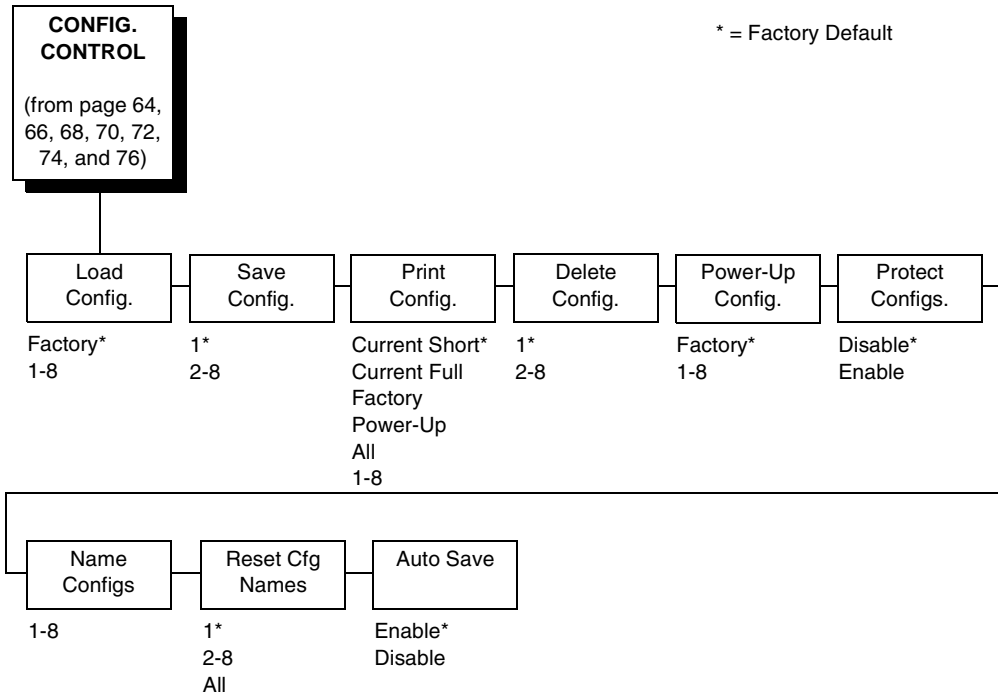 CONFIG.
CONTROL
(from page 64,
66, 68, 70, 72,
74, and 76)
* = Factory Default
Load
Config.
Factory*
1-8
Save
Config.
1*
2-8
Print
Config.
Current Short*
Current Full
Factory
Power-Up
All
1-8
Delete
Config.
1*
2-8
Power-Up
Config.
Factory*
1-8
Protect
Configs.
Disable*
Enable
Name
Configs
1-8
Reset Cfg
Names
1*
2-8
All
Auto Save
Enable*
Disable